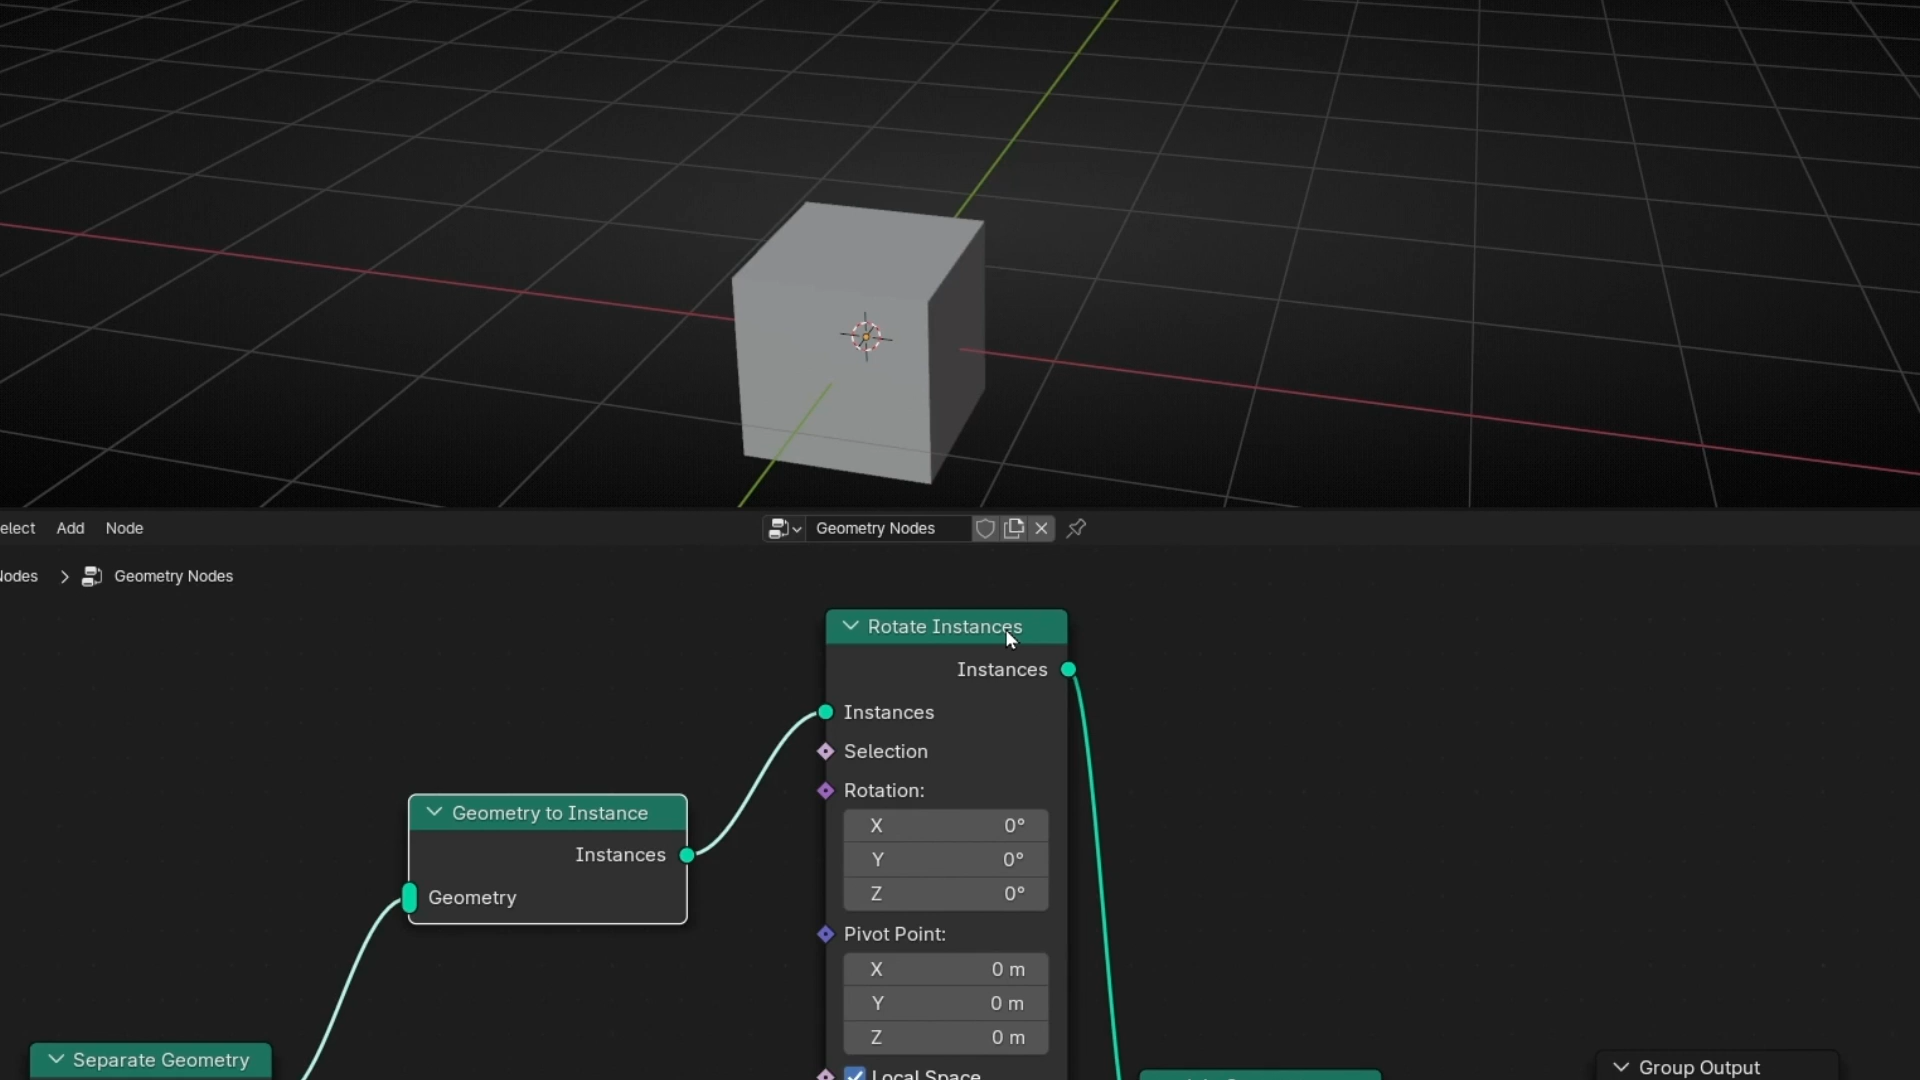 elect Add Node Geometry Nodes
Nodes > Geometry Nodes
Rotate Instances
Instances
Instances
Selection
Rotation:
X 0°
Y 0°
Z 0°
Pivot Point:
X 0 m
Y 0 m
Z 0 m
Local Space
Geometry to Instance
Instances
Geometry
Separate Geometry
Group Output